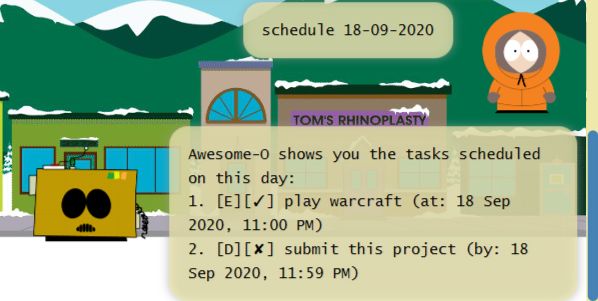 schedule 18-09-2020
TOM'S RHINOPLASTY
Awesome-O shows you the tasks scheduled
on this day:
1. [E][✓] play warcraft (at: 18 Sep
2020, 11:00 PM)
2. [D][✘] submit this project (by: 18
Sep 2020, 11:59 PM)